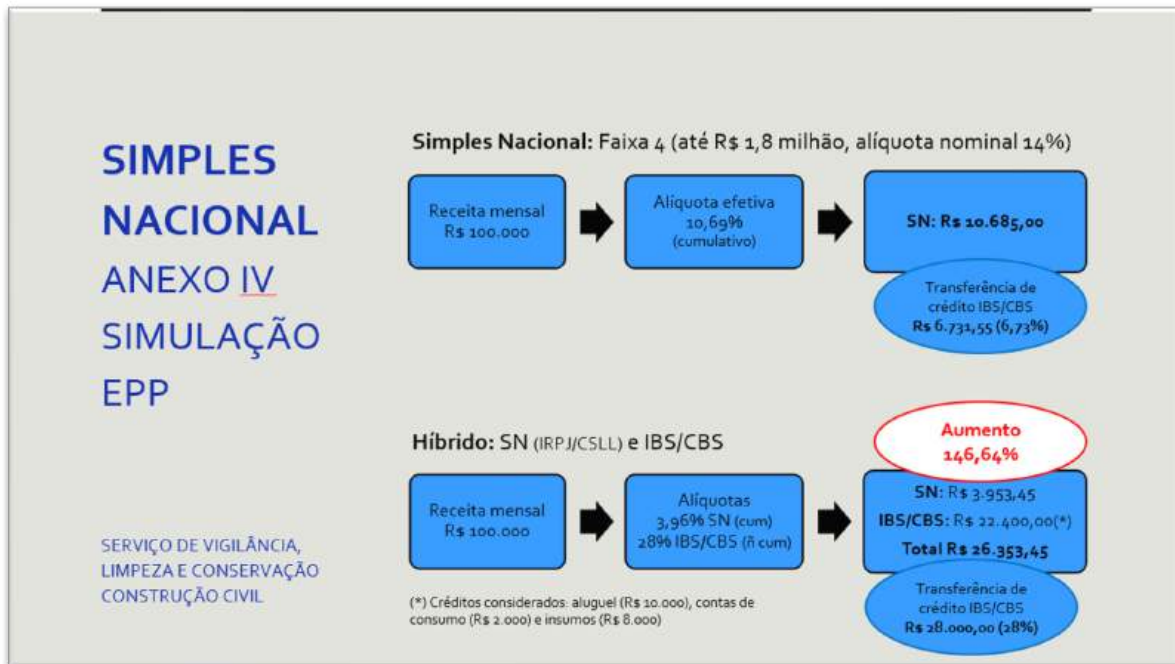 SIMPLES
NACIONAL
ANEXO IV
SIMULAÇÃO
EPP
SERVIÇO DE VIGILÂNCIA,
LIMPEZA E CONSERVAÇÃO
CONSTRUÇÃO CIVIL
Simples Nacional: Faixa 4 (até R$ 1,8 milhão, alíquota nominal 14%)
Receita mensal
R$ 100.000
Alíquota efetiva
10,69%
(cumulativo)
SN: R$ 10.685,00
Transferência de
crédito IBS/CBS
R$ 6.731,55 (6,73%)
Híbrido: SN (IRPJ/CSLL) e IBS/CBS
Receita mensal
R$ 100.000
Alíquotas
3,96% SN (cum)
28% IBS/CBS (ñ cum)
Aumento
146,64%
SN: R$ 3.953,45
IBS/CBS: R$ 22.400,00(*)
Total R$ 26.353,45
Transferência de
crédito IBS/CBS
R$ 28.000,00 (28%)
(*) Créditos considerados: aluguel (R$ 10.000), contas de
consumo (R$ 2.000) e insumos (R$ 8.000)